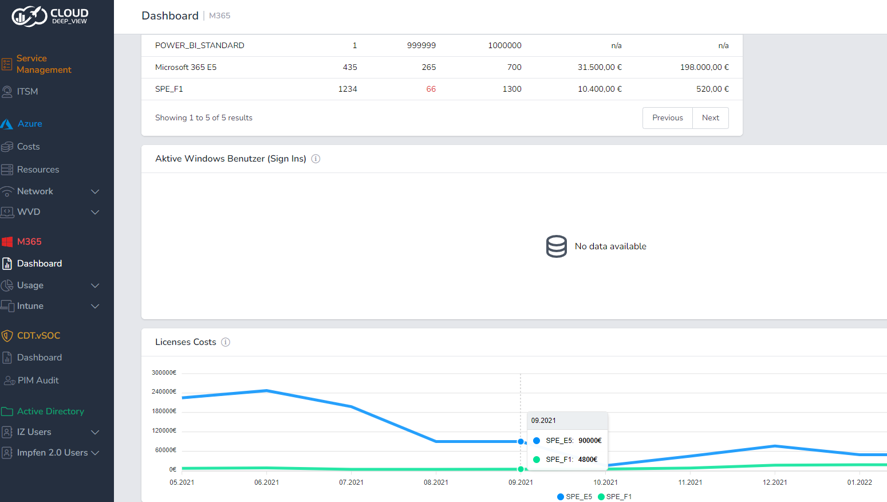 CLOUD
DEEP_VIEW
Dashboard | M365
Service
Management
ITSM
Azure
Costs
Resources
Network
WVD
M365
Dashboard
Usage
Intune
CDT.vSOC
Dashboard
PIM Audit
Active Directory
IZ Users
Impfen 2.0 Users
POWER_BI_STANDARD 1 999999 1000000 n/a n/a
Microsoft 365 E5 435 265 700 31.500,00 € 198.000,00 €
SPE_F1 1234 66 1300 10.400,00 € 520,00 €
Showing 1 to 5 of 5 results
Previous Next
Aktive Windows Benutzer (Sign Ins)
No data available
Licenses Costs
300000€
240000€
180000€
120000€
60000€
0€
09.2021
SPE_E5: 90000€
SPE_F1: 4800€
05.2021 06.2021 07.2021 08.2021 09.2021 10.2021 11.2021 12.2021 01.2022
SPE_E5 SPE_F1